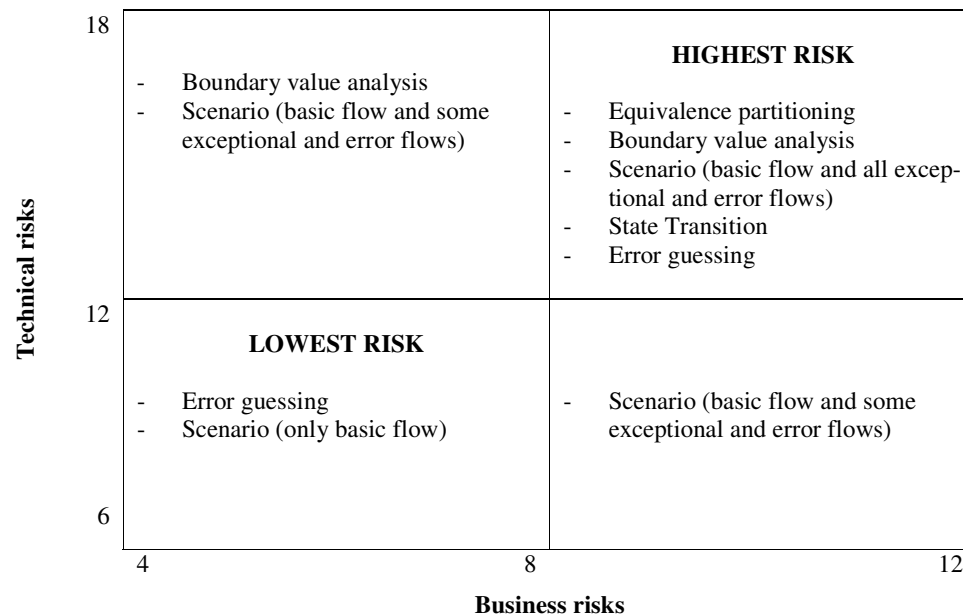 18
- Boundary value analysis
- Scenario (basic flow and some
exceptional and error flows)
HIGHEST RISK
- Equivalence partitioning
- Boundary value analysis
- Scenario (basic flow and all excep-
tional and error flows)
- State Transition
- Error guessing
Technical risks
12
LOWEST RISK
- Error guessing
- Scenario (only basic flow)
- Scenario (basic flow and some
exceptional and error flows)
6
4
8
12
Business risks